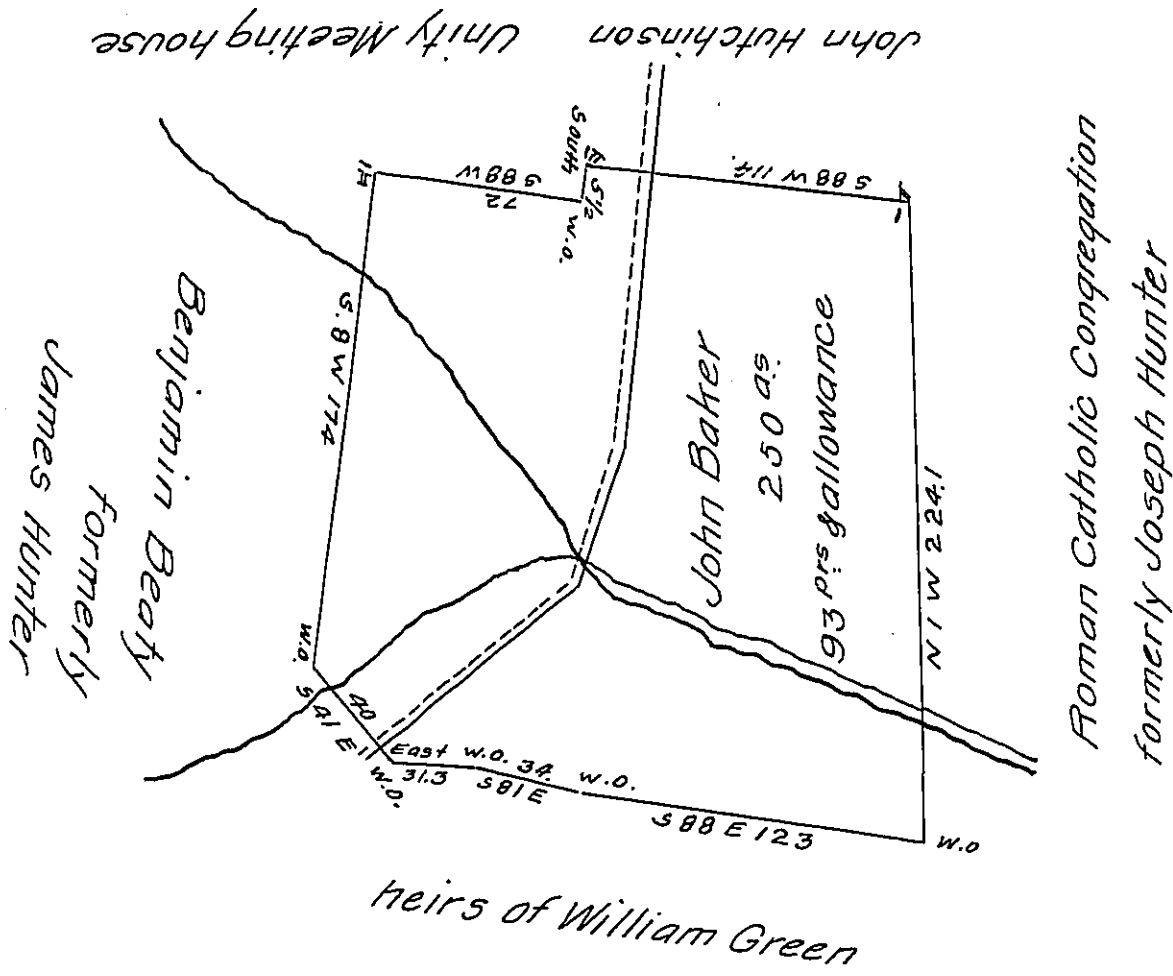 John Hutchinson
Unity Meeting house
Roman Catholic Congregation
formerly Joseph Hunter
Benjamin Beaty
formerly
James Hunter
heirs of William Green
John Baker
250 as.
93 prs. & allowance
S 88 W 114.
South
5 1/2
W.O.
S 88 W
72
S. 8 W 174
W.O.
S 41 E
40
W.O.
East
31.3
W.O.
S 81 E
34.
W.O.
S 88 E 123
W.O
N 1 W 224.1